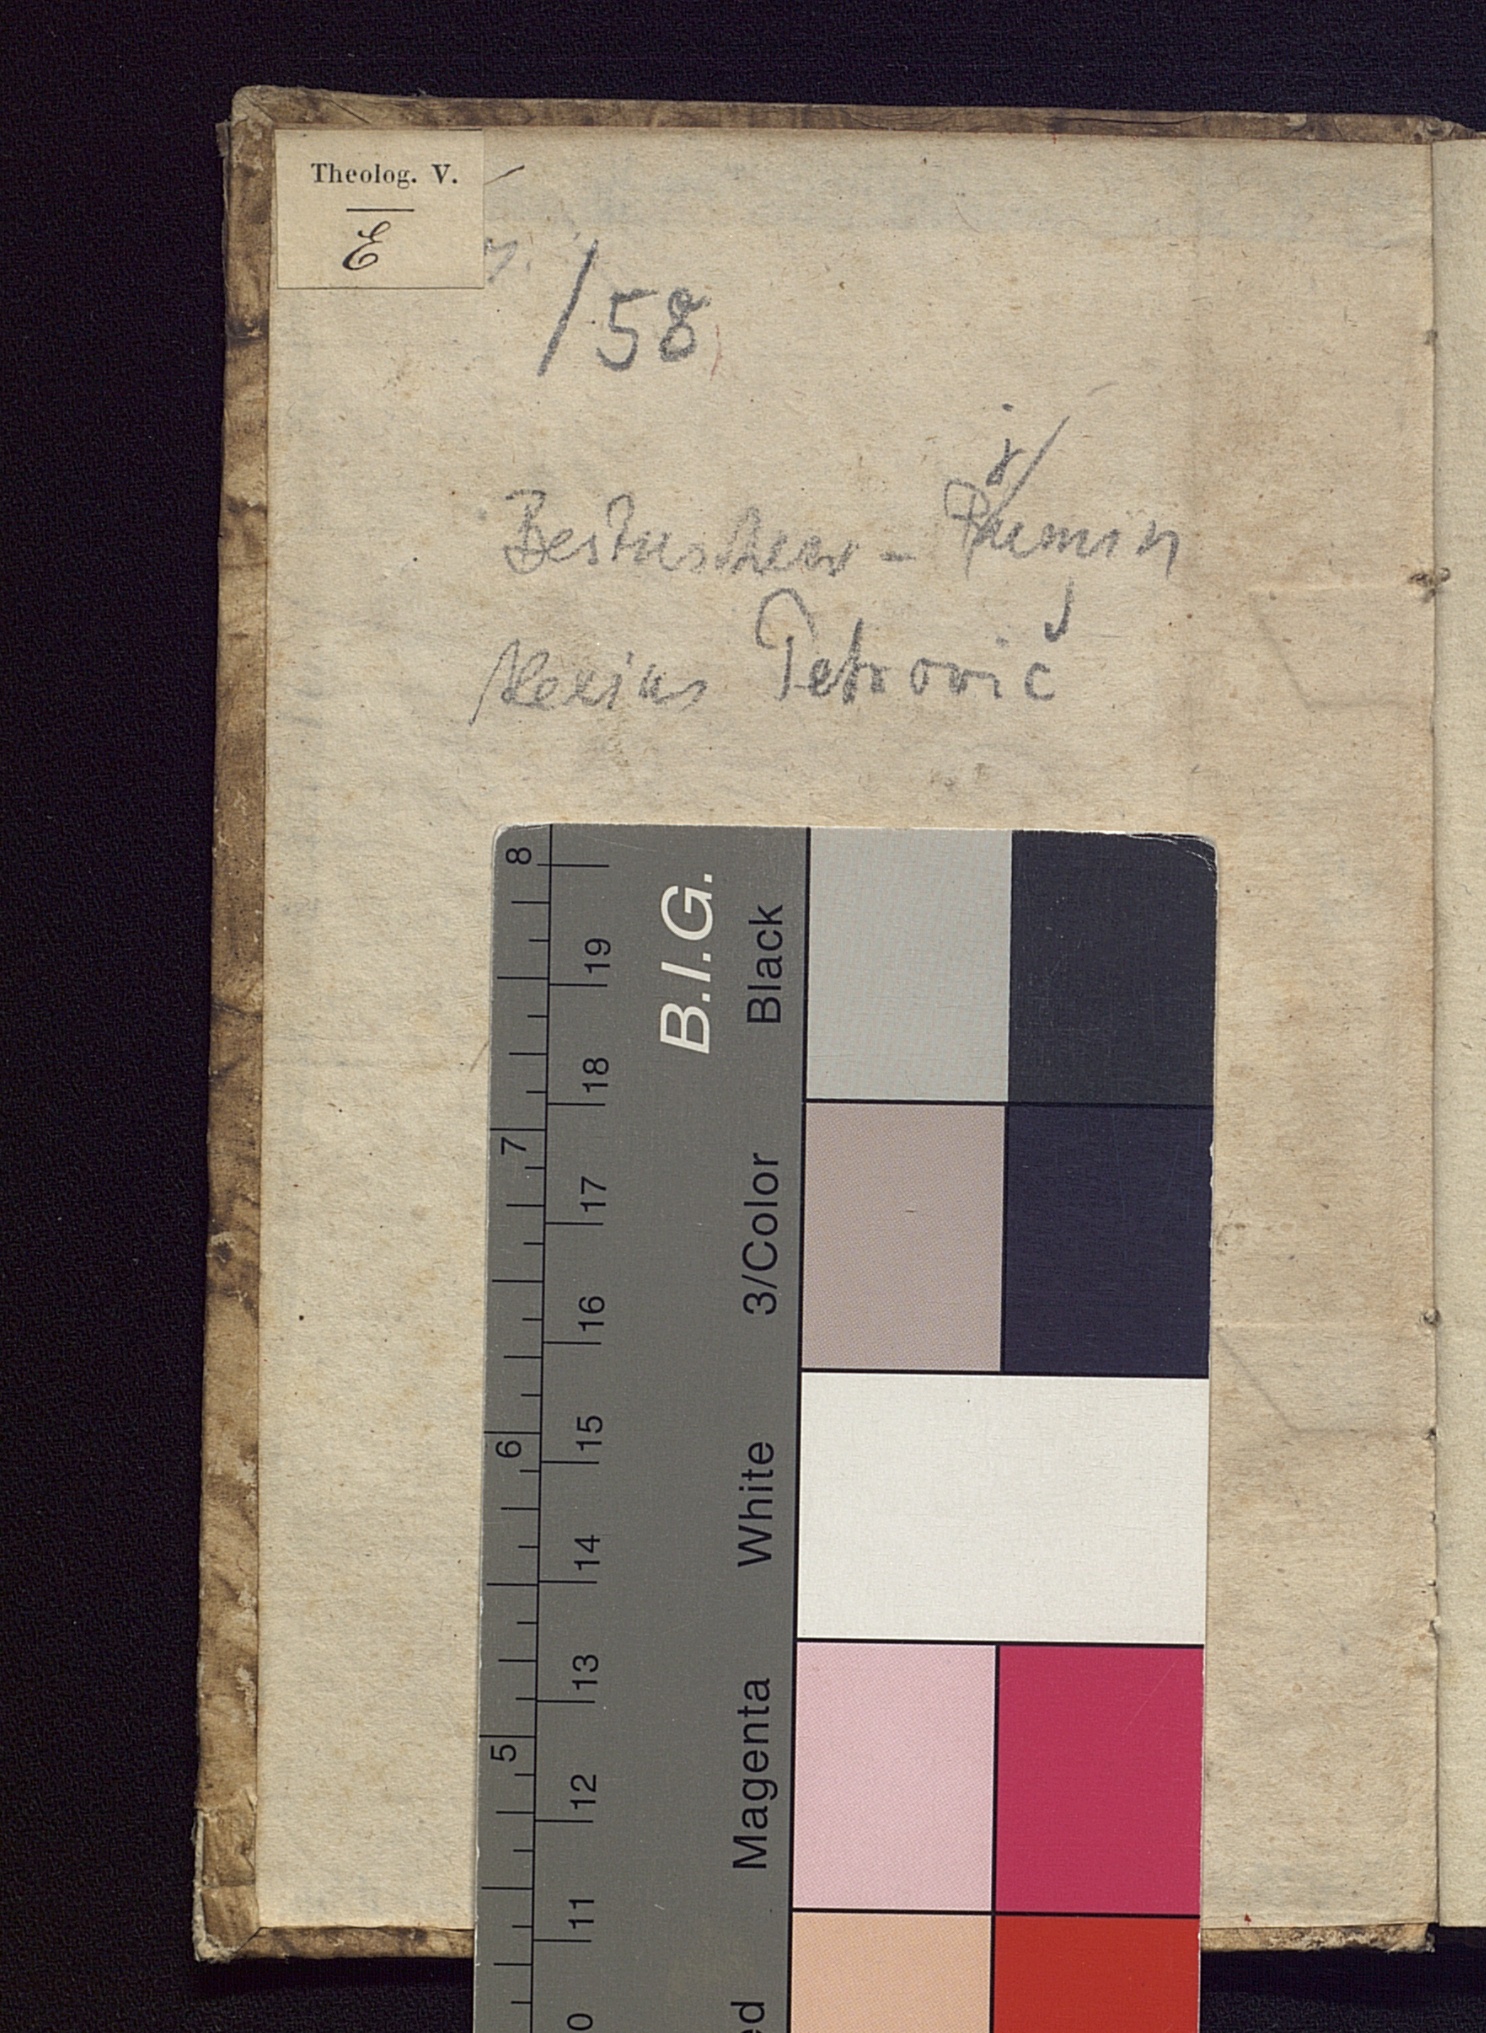 Theolog. V.
E
/58
Bestuschew - Rjumin
Alexius Petrovič
B.I.G.
Black
3/Color
White
Magenta
8
7
6
5
19
18
17
16
15
14
13
12
11